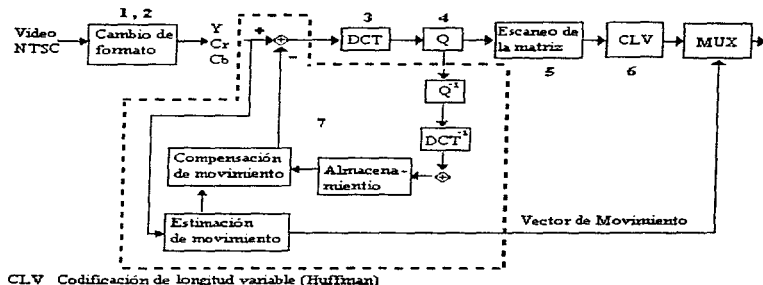 1, 2
Video
NTSC
Cambio de
formato
Y
Cr
Cb
+
-
3
DCT
4
Q
Escaneo de
la matriz
5
CLV
6
MUX
Q-1
DCT-1
7
Compensación
de movimiento
Almacena-
mientio
Estimación
de movimiento
Vector de Movimiento
CLV Codificación de longitud variable (Huffman)